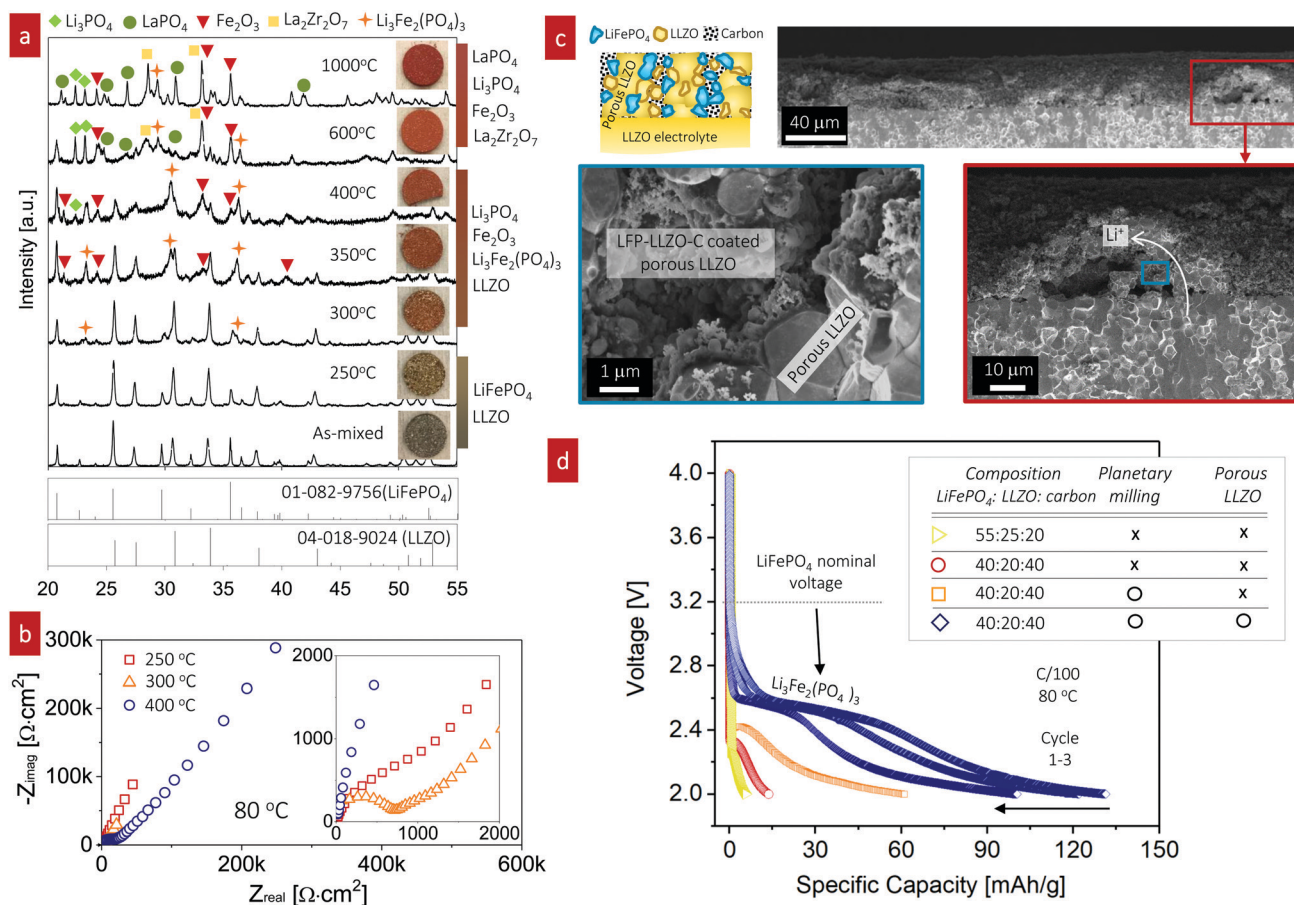 a
Li₃PO₄ LaPO₄ Fe₂O₃ La₂Zr₂O₇ Li₃Fe₂(PO₄)₃
Intensity [a.u.]
1000°C
600°C
400°C
350°C
300°C
250°C
As-mixed
LaPO₄
Li₃PO₄
Fe₂O₃
La₂Zr₂O₇
Li₃PO₄
Fe₂O₃
Li₃Fe₂(PO₄)₃
LLZO
LiFePO₄
LLZO
01-082-9756(LiFePO₄)
04-018-9024 (LLZO)
20 25 30 35 40 45 50 55
b
-Zimag [Ω·cm²]
300k
200k
100k
0
250 °C
300 °C
400 °C
80 °C
2000
1000
0
0 1000 2000
0 200k 400k 600k
Zreal [Ω·cm²]
c
LiFePO₄ LLZO Carbon
Porous LLZO
LLZO electrolyte
40 μm
LFP-LLZO-C coated
porous LLZO
Porous LLZO
1 μm
Li⁺
10 μm
d
Voltage [V]
4.0
3.6
3.2
2.8
2.4
2.0
Composition Planetary Porous
LiFePO₄: LLZO: carbon milling LLZO
55:25:20 x x
40:20:40 x x
40:20:40 O x
40:20:40 O O
LiFePO₄ nominal
voltage
Li₃Fe₂(PO₄)₃
C/100
80 °C
Cycle
1-3
0 30 60 90 120 150
Specific Capacity [mAh/g]